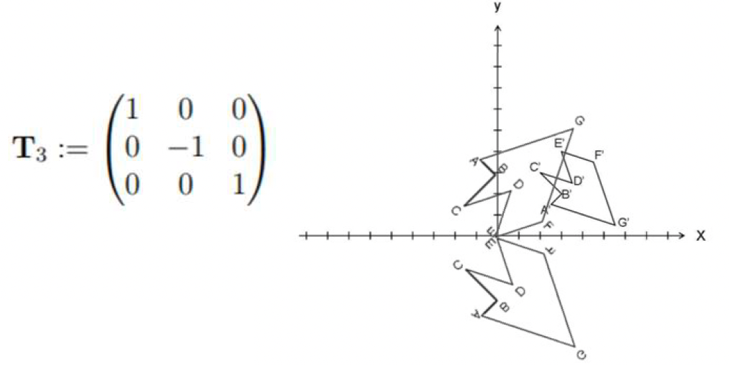 y
T₃ := (1 0 0
0 −1 0
0 0 1)
G
E' F'
A B C' D D'
C B'
A' F G'
E X
E
C F
D
A B
G